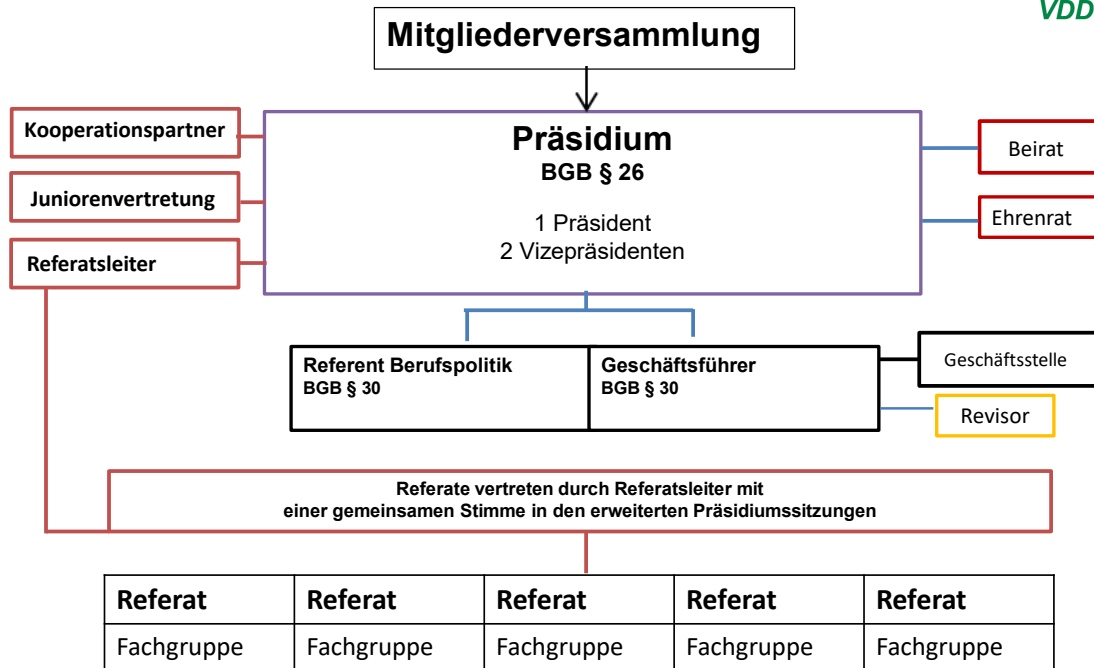 VDD
Mitgliederversammlung
Kooperationspartner
Juniorenvertretung
Referatsleiter
Präsidium
BGB § 26
1 Präsident
2 Vizepräsidenten
Beirat
Ehrenrat
Referent Berufspolitik
BGB § 30
Geschäftsführer
BGB § 30
Geschäftsstelle
Revisor
Referate vertreten durch Referatsleiter mit
einer gemeinsamen Stimme in den erweiterten Präsidiumssitzungen
Referat Referat Referat Referat Referat
Fachgruppe Fachgruppe Fachgruppe Fachgruppe Fachgruppe